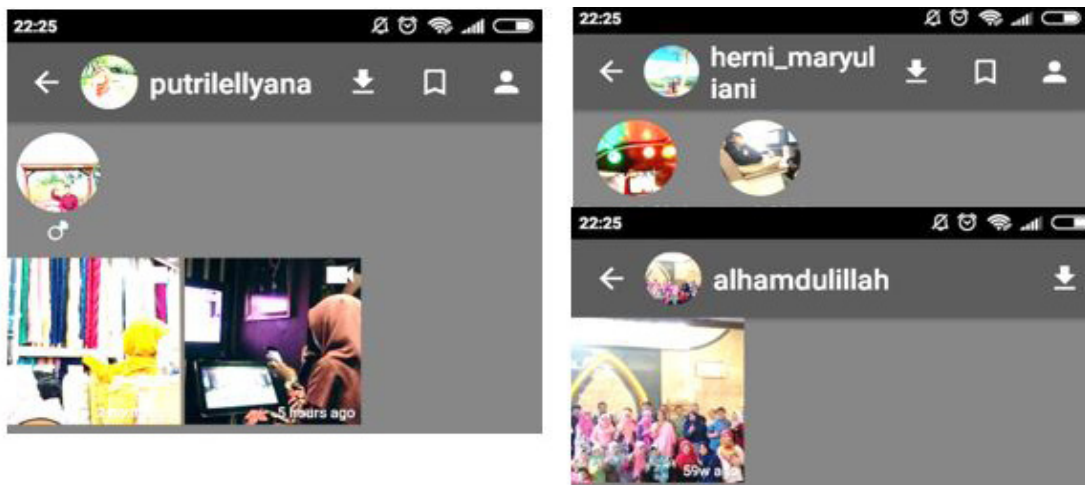 22:25
putrilellyana
5 hours ago
22:25
herni_maryul
iani
22:25
alhamdulillah
59w ago